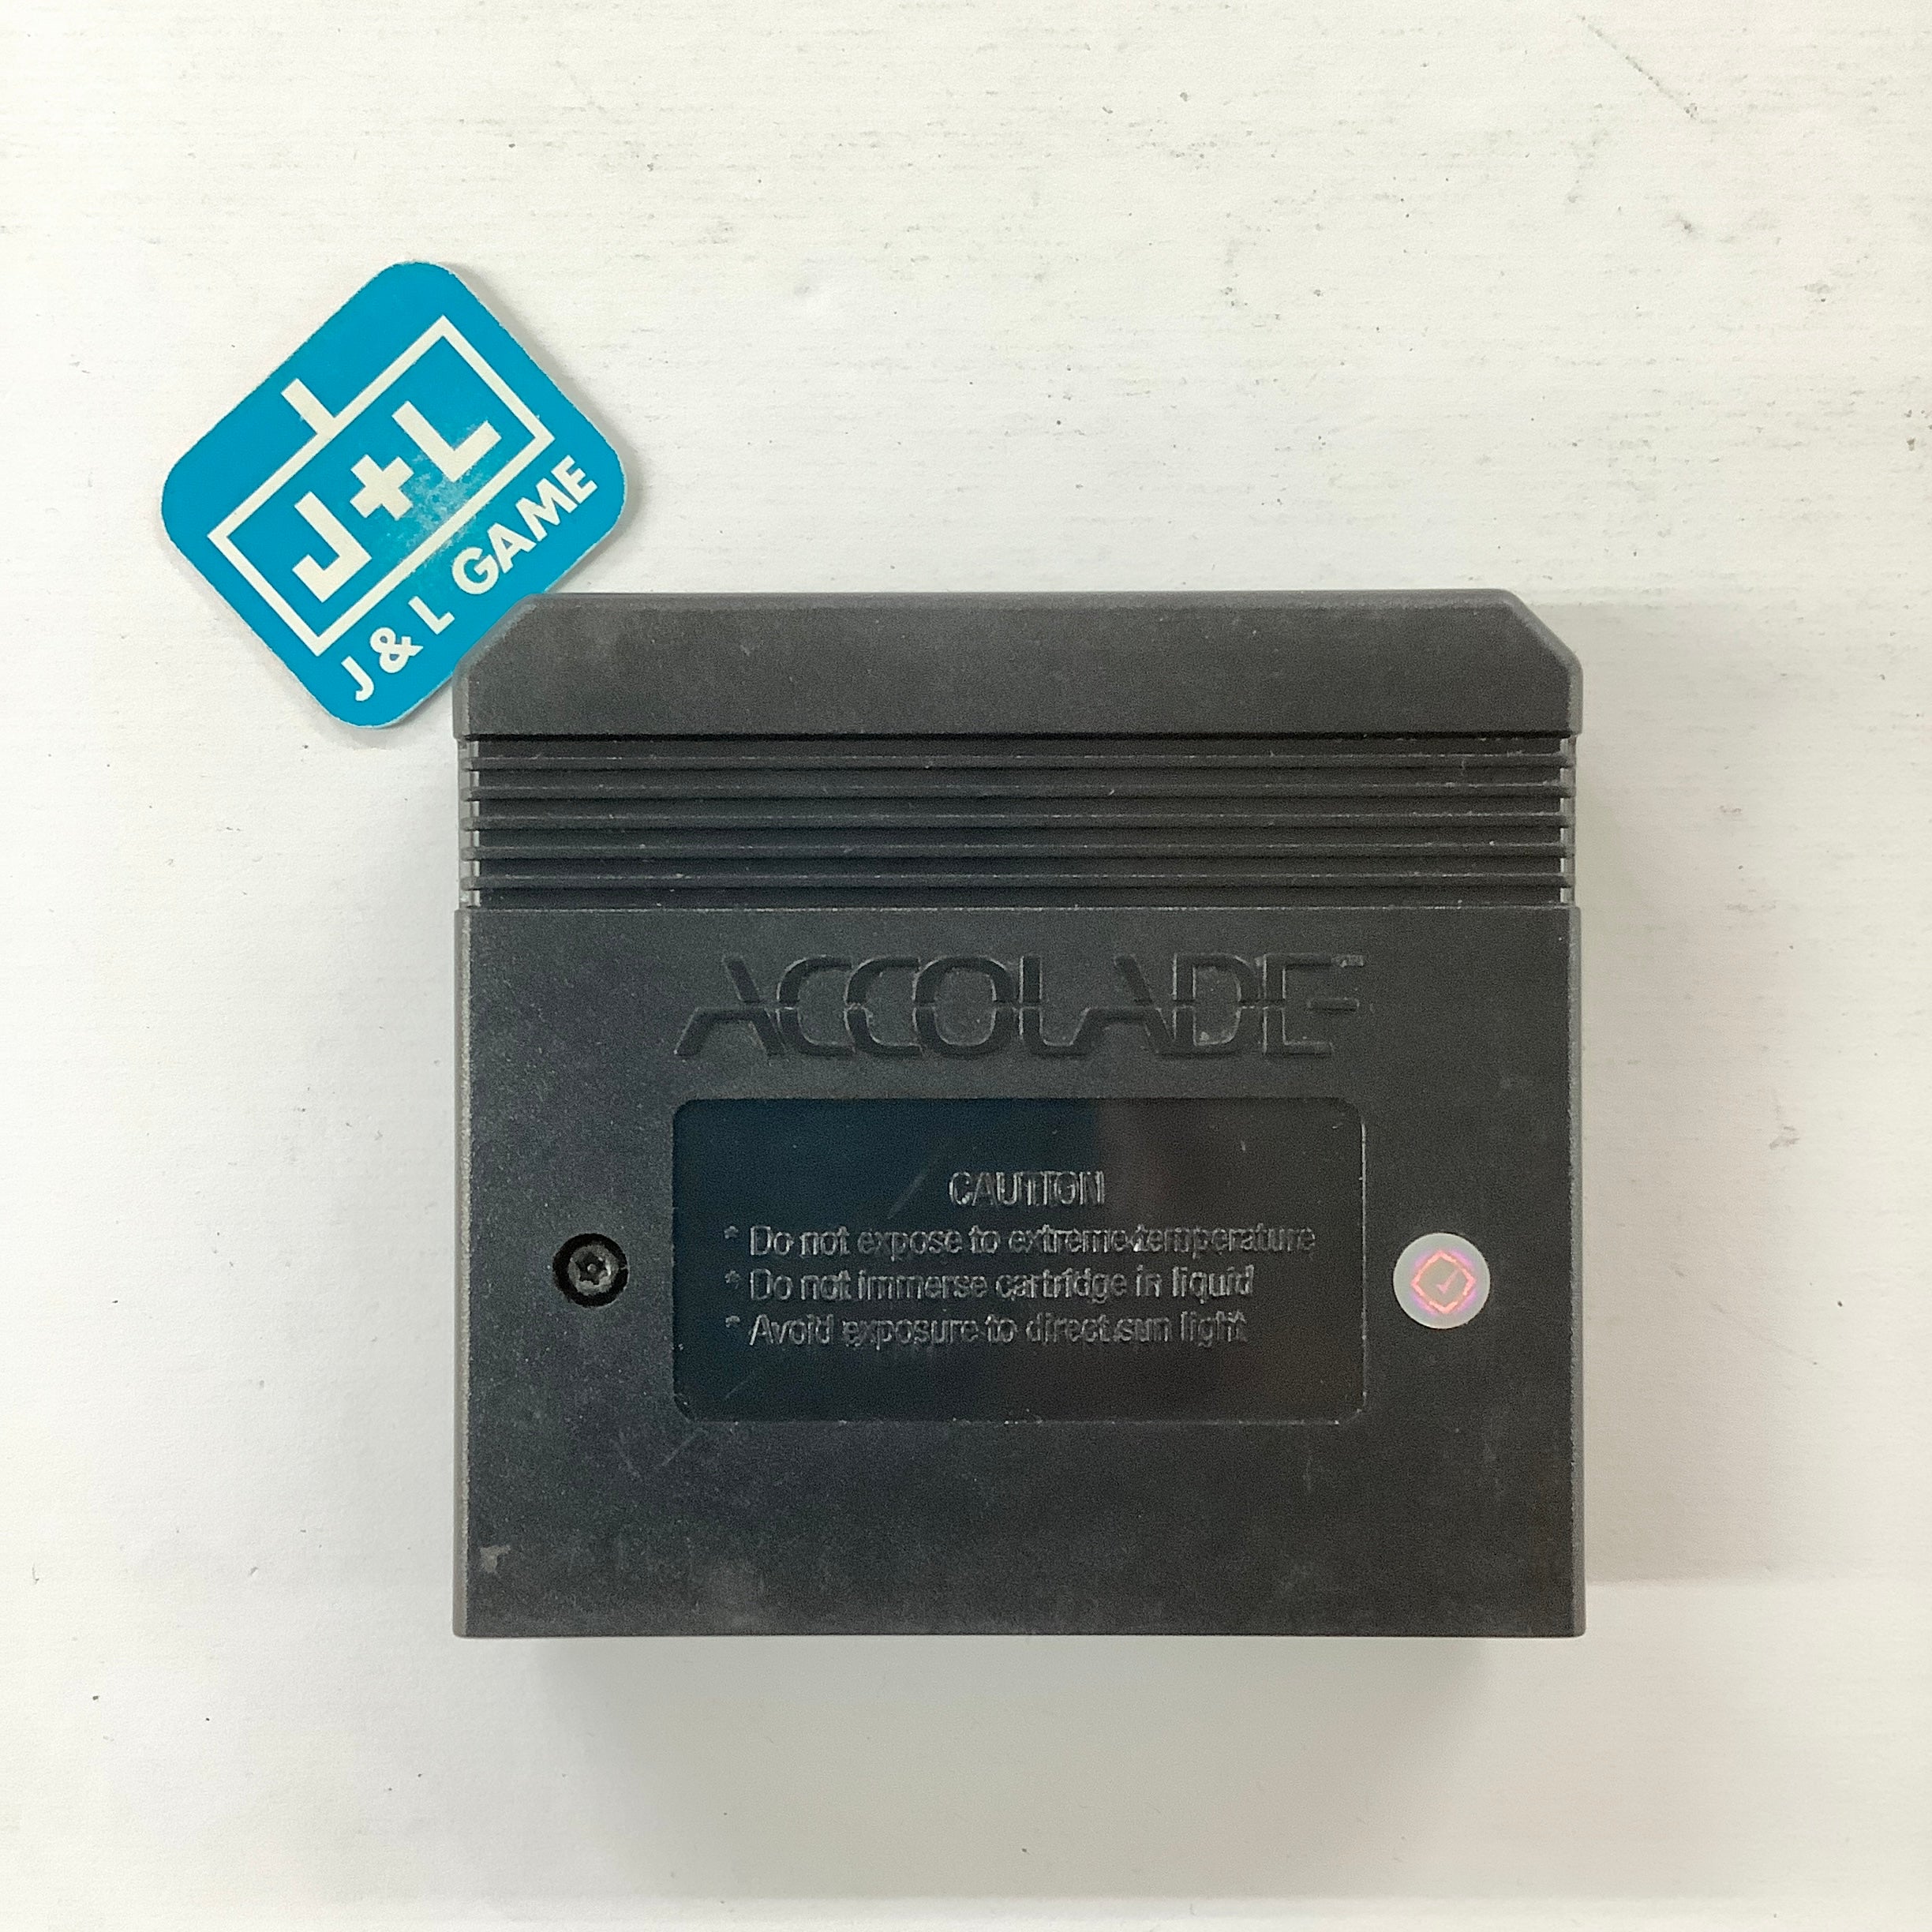 J+L
J & L GAME
ACCOLADE
CAUTION
* Do not expose to extreme temperature
* Do not immerse cartridge in liquid
* Avoid exposure to direct sun light